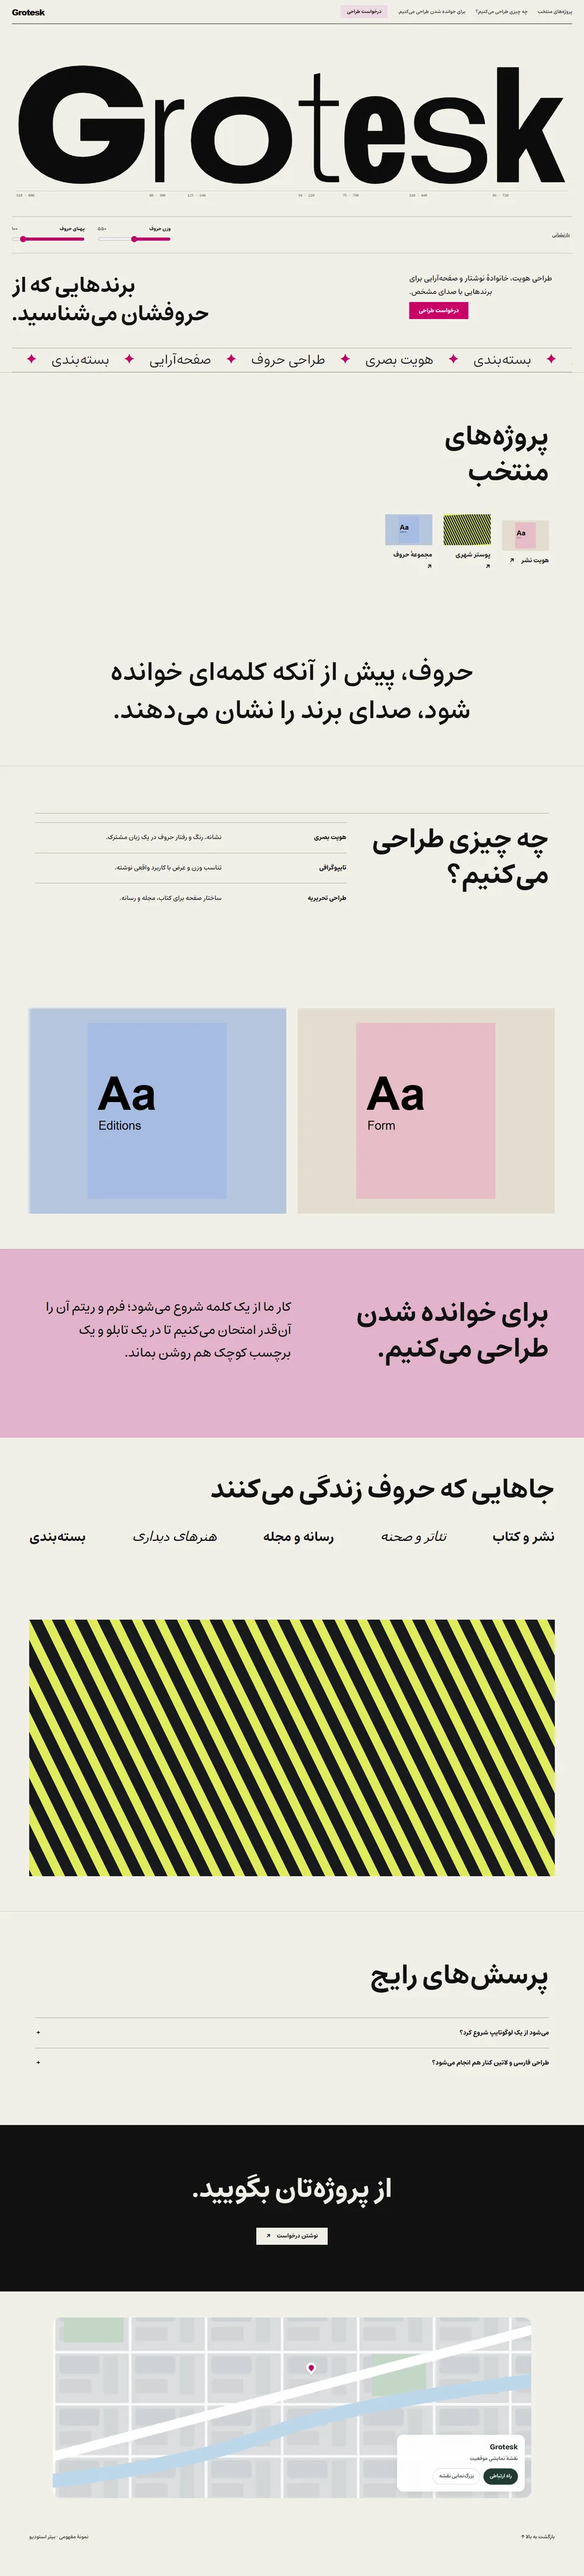 Grotesk
پروژه‌های منتخب
چه چیزی طراحی می‌کنیم؟
برای خوانده شدن طراحی می‌کنیم.
درخواست طراحی
Grotesk
وزن حروف
۵۵۰
پهنای حروف
۱۰۰
بازنشانی
برندهایی که از
حروفشان می‌شناسید.
طراحی هویت، خانوادهٔ نوشتار و صفحه‌آرایی برای
برندهایی با صدای مشخص.
درخواست طراحی
بسته‌بندی
هویت بصری
طراحی حروف
صفحه‌آرایی
بسته‌بندی
پروژه‌های
منتخب
Aa
Aa
هویت نشر ↗
پوستر شهری
↗
مجموعهٔ حروف
↗
حروف، پیش از آنکه کلمه‌ای خوانده
شود، صدای برند را نشان می‌دهند.
چه چیزی طراحی
می‌کنیم؟
هویت بصری
نشانه، رنگ و رفتار حروف در یک زبان مشترک.
تایپوگرافی
تناسب وزن و عرض با کاربرد واقعی نوشته.
طراحی تحریریه
ساختار صفحه برای کتاب، مجله و رسانه.
Aa
Form
Aa
Editions
برای خوانده شدن
طراحی می‌کنیم.
کار ما از یک کلمه شروع می‌شود؛ فرم و ریتم آن را
آن‌قدر امتحان می‌کنیم تا در یک تابلو و یک
برچسب کوچک هم روشن بماند.
جاهایی که حروف زندگی می‌کنند
نشر و کتاب
تئاتر و صحنه
رسانه و مجله
هنرهای دیداری
بسته‌بندی
پرسش‌های رایج
می‌شود از یک لوگوتایپ شروع کرد؟
+
طراحی فارسی و لاتین کنار هم انجام می‌شود؟
+
از پروژه‌تان بگویید.
نوشتن درخواست ↗
Grotesk
نقشهٔ نمایشی موقعیت
راه ارتباطی
بزرگ‌نمایی نقشه
بازگشت به بالا ↑
نمونهٔ مفهومی · بیتر استودیو